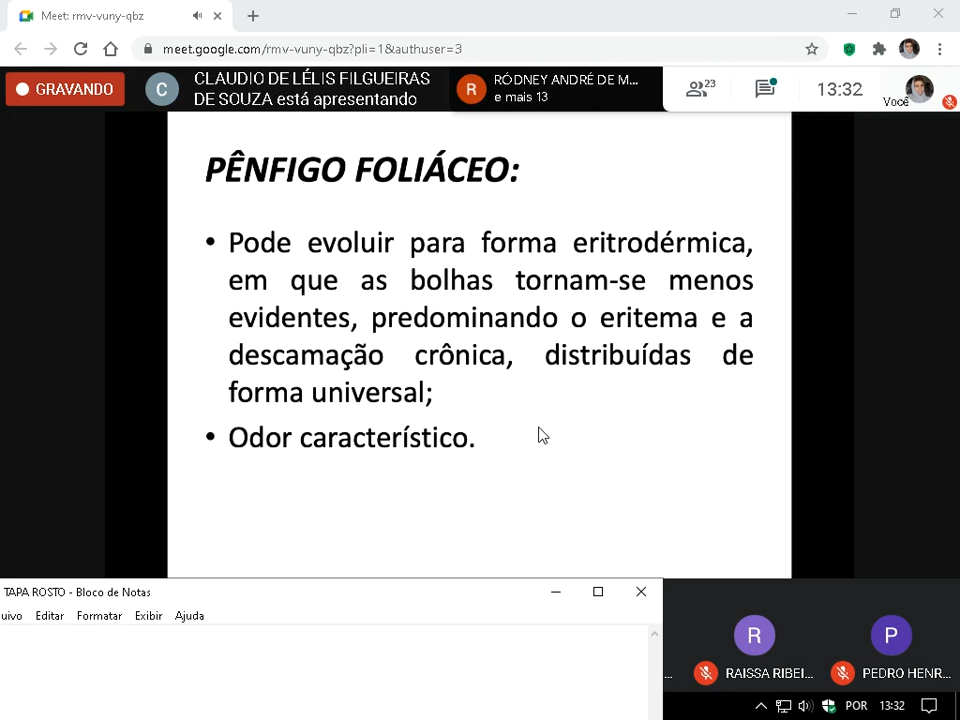 Meet: rmv-vuny-qbz
meet.google.com/rmv-vuny-qbz?pli=1&authuser=3
GRAVANDO
C
CLAUDIO DE LÉLIS FILGUEIRAS
DE SOUZA está apresentando
R
RÓDNEY ANDRÉ DE M...
e mais 13
23
13:32
Você
PÊNFIGO FOLIÁCEO:
• Pode evoluir para forma eritrodérmica,
em que as bolhas tornam-se menos
evidentes, predominando o eritema e a
descamação crônica, distribuídas de
forma universal;
• Odor característico.
TAPA ROSTO - Bloco de Notas
uivo Editar Formatar Exibir Ajuda
R
P
... RAISSA RIBEI... PEDRO HENR...
POR 13:32